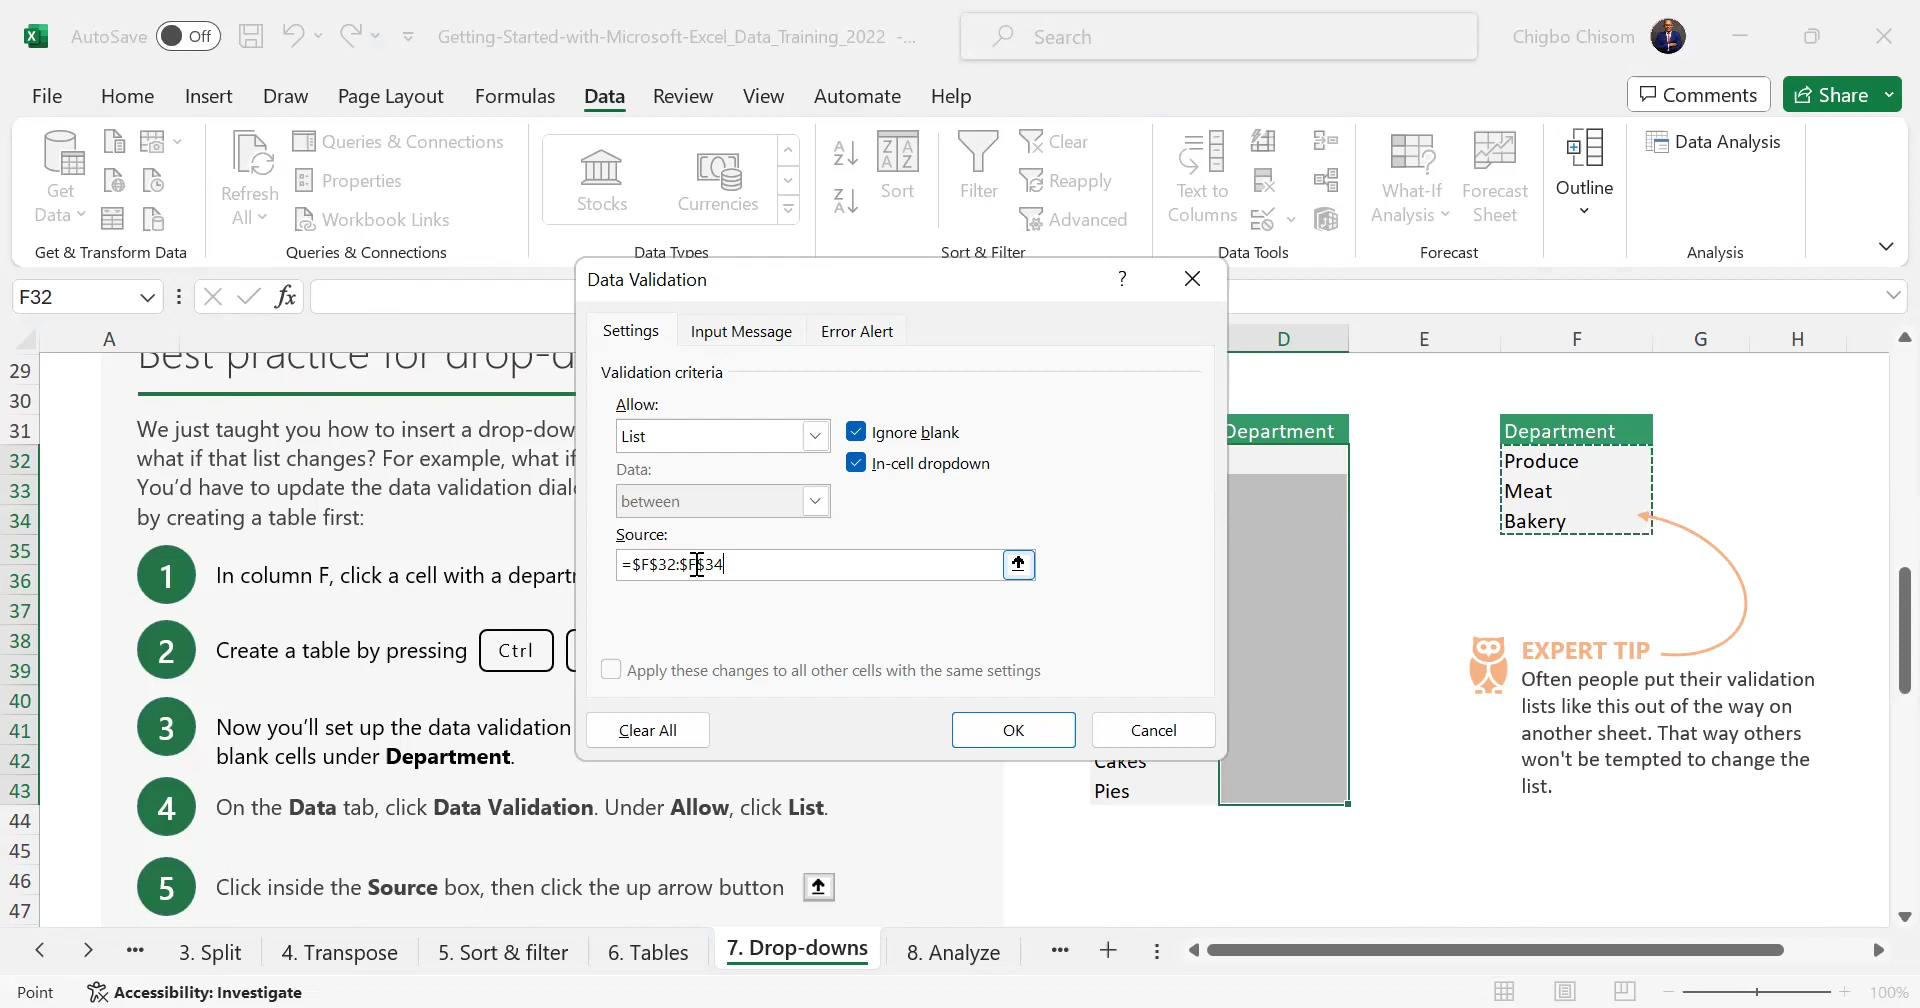 AutoSave Off
Getting-Started-with-Microsoft-Excel_Data_Training_2022 -...
Search
Chigbo Chisom
File Home Insert Draw Page Layout Formulas Data Review View Automate Help
Comments Share
Get Data
Refresh All
Queries & Connections
Properties
Workbook Links
Stocks
Currencies
A Z
Z A
Z A A Z
Sort
Filter
Clear
Reapply
Advanced
Text to Columns
What-If Analysis
Forecast Sheet
Outline
Data Analysis
Get & Transform Data
Queries & Connections
Data Types
Sort & Filter
Data Tools
Forecast
Analysis
F32
fx
Data Validation ?
Settings Input Message Error Alert
Validation criteria
Allow:
List
Ignore blank
In-cell dropdown
Data:
between
Source:
=$F$32:$F$34
Apply these changes to all other cells with the same settings
Clear All OK Cancel
A D E F G H
29
30
31
32
33
34
35
36
37
38
39
40
41
42
43
44
45
46
47
Best practice for drop-d
We just taught you how to insert a drop-dow
what if that list changes? For example, what if
You'd have to update the data validation dial
by creating a table first:
1 In column F, click a cell with a departm
2 Create a table by pressing Ctrl
3 Now you'll set up the data validation
blank cells under Department.
4 On the Data tab, click Data Validation. Under Allow, click List.
5 Click inside the Source box, then click the up arrow button
Department
Cakes
Pies
Department
Produce
Meat
Bakery
EXPERT TIP
Often people put their validation
lists like this out of the way on
another sheet. That way others
won't be tempted to change the
list.
3. Split 4. Transpose 5. Sort & filter 6. Tables 7. Drop-downs 8. Analyze
Point Accessibility: Investigate 100%